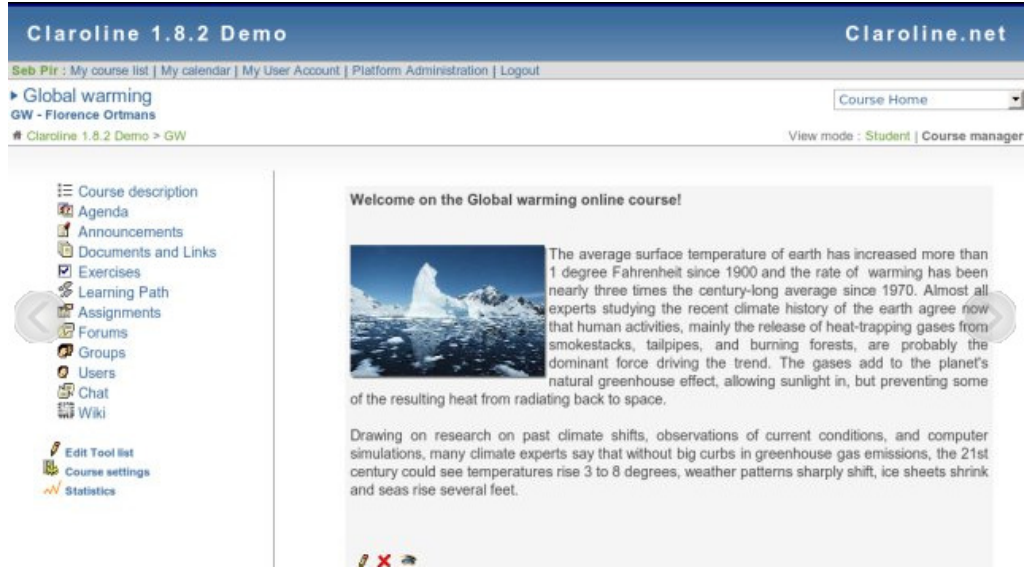 Claroline 1.8.2 Demo
Claroline.net
Seb Pir : My course list | My calendar | My User Account | Platform Administration | Logout
Global warming
GW - Florence Ortmans
Course Home
Claroline 1.8.2 Demo > GW
View mode : Student | Course manager
Course description
Agenda
Announcements
Documents and Links
Exercises
Learning Path
Assignments
Forums
Groups
Users
Chat
Wiki
Edit Tool list
Course settings
Statistics
Welcome on the Global warming online course!
The average surface temperature of earth has increased more than
1 degree Fahrenheit since 1900 and the rate of warming has been
nearly three times the century-long average since 1970. Almost all
experts studying the recent climate history of the earth agree now
that human activities, mainly the release of heat-trapping gases from
smokestacks, tailpipes, and burning forests, are probably the
dominant force driving the trend. The gases add to the planet's
natural greenhouse effect, allowing sunlight in, but preventing some
of the resulting heat from radiating back to space.
Drawing on research on past climate shifts, observations of current conditions, and computer
simulations, many climate experts say that without big curbs in greenhouse gas emissions, the 21st
century could see temperatures rise 3 to 8 degrees, weather patterns sharply shift, ice sheets shrink
and seas rise several feet.